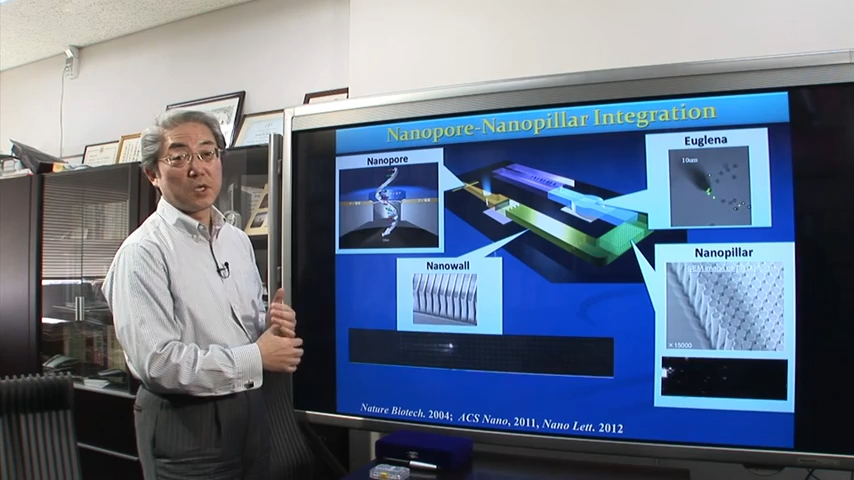 Nanopore-Nanopillar Integration
Nanopore
Euglena
10um
Nanowall
Nanopillar
×15000
Nature Biotech. 2004; ACS Nano, 2011, Nano Lett. 2012